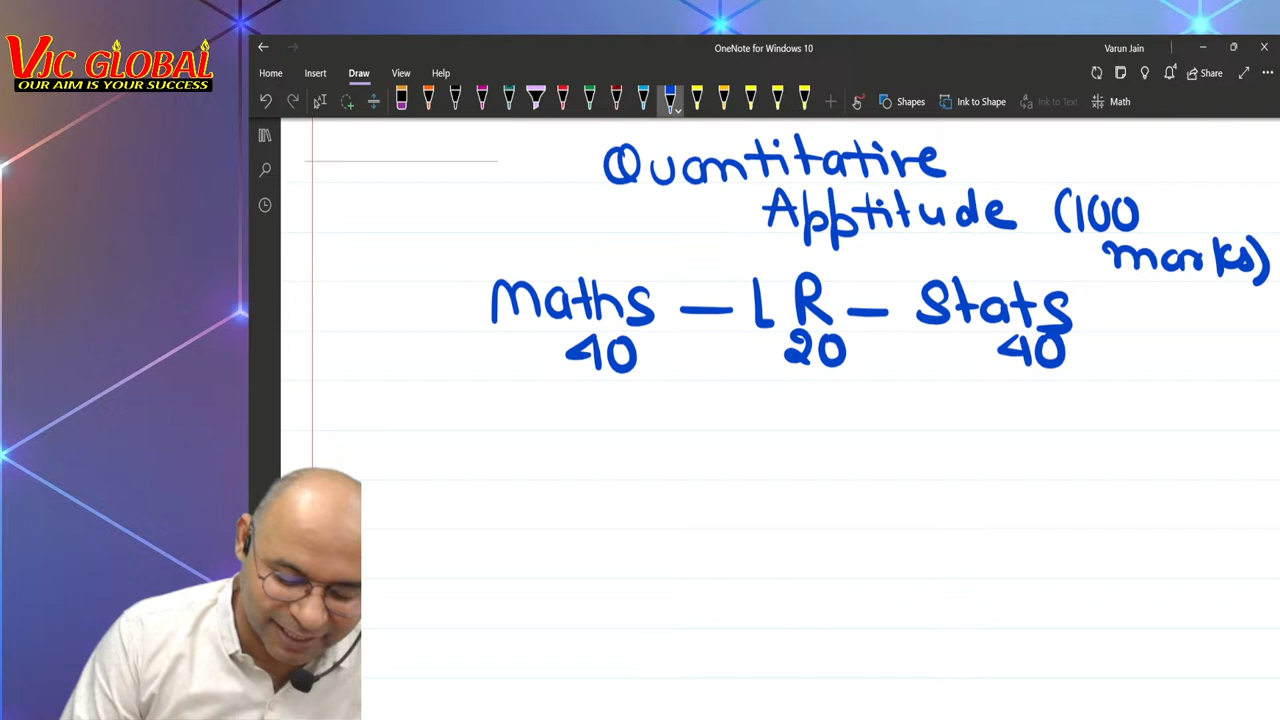 VJC GLOBAL
OUR AIM IS YOUR SUCCESS
OneNote for Windows 10
Varun Jain
Home Insert Draw View Help
Share
Shapes Ink to Shape Ink to Text Math
Quantitative
Apptitude (100
marks)
Maths — LR — Stats
40 20 40